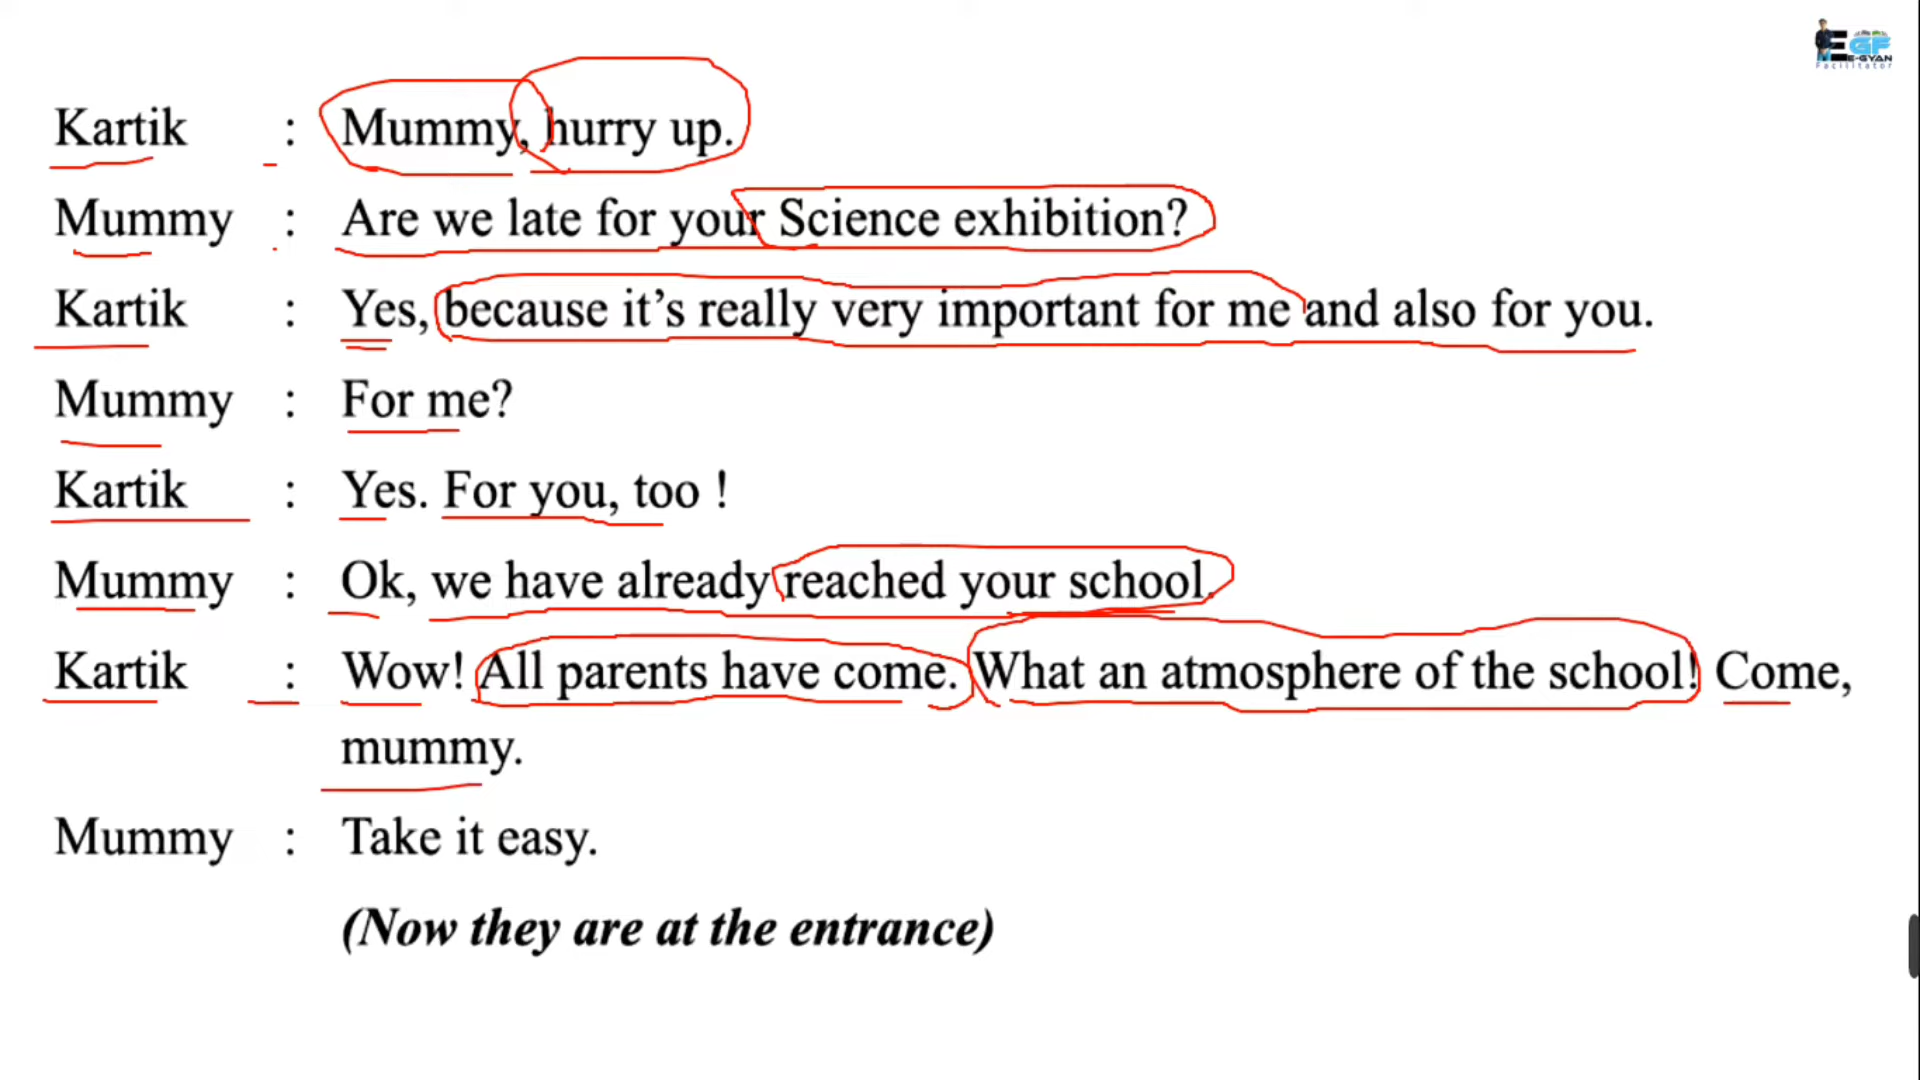 EGF
E-GYAN
Facilitator
Kartik : Mummy, hurry up.
Mummy : Are we late for your Science exhibition?
Kartik : Yes, because it’s really very important for me and also for you.
Mummy : For me?
Kartik : Yes. For you, too !
Mummy : Ok, we have already reached your school.
Kartik : Wow! All parents have come. What an atmosphere of the school! Come,
mummy.
Mummy : Take it easy.
(Now they are at the entrance)